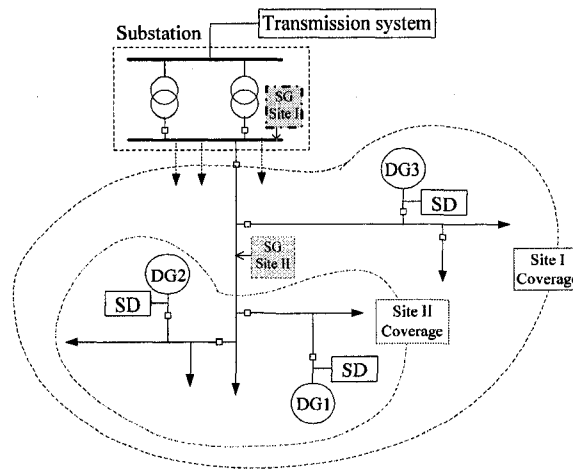 Transmission system
Substation
SG
Site I
DG3
SD
SG
Site II
Site I
Coverage
DG2
SD
Site II
Coverage
SD
DG1